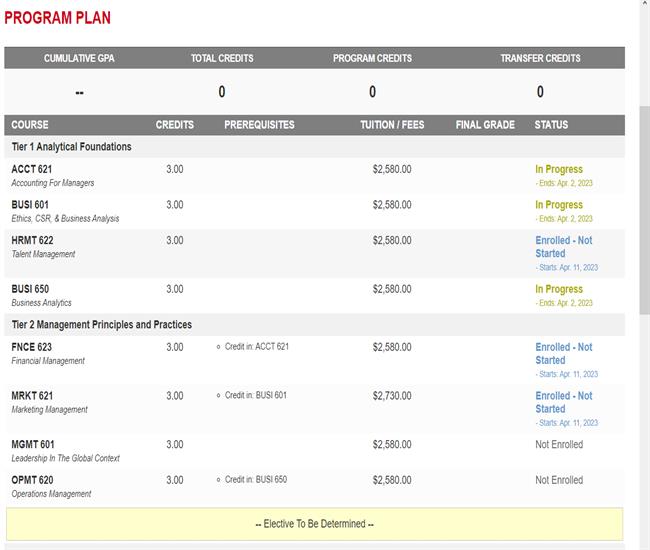 PROGRAM PLAN
CUMULATIVE GPA TOTAL CREDITS PROGRAM CREDITS TRANSFER CREDITS
-- 0 0 0
COURSE CREDITS PREREQUISITES TUITION / FEES FINAL GRADE STATUS
Tier 1 Analytical Foundations
ACCT 621 3.00 $2,580.00 In Progress
Accounting For Managers - Ends: Apr. 2, 2023
BUSI 601 3.00 $2,580.00 In Progress
Ethics, CSR, & Business Analysis - Ends: Apr. 2, 2023
HRMT 622 3.00 $2,580.00 Enrolled - Not
Talent Management Started
- Starts: Apr. 11, 2023
BUSI 650 3.00 $2,580.00 In Progress
Business Analytics - Ends: Apr. 2, 2023
Tier 2 Management Principles and Practices
FNCE 623 3.00 Credit in: ACCT 621 $2,580.00 Enrolled - Not
Financial Management Started
- Starts: Apr. 11, 2023
MRKT 621 3.00 Credit in: BUSI 601 $2,730.00 Enrolled - Not
Marketing Management Started
- Starts: Apr. 11, 2023
MGMT 601 3.00 $2,580.00 Not Enrolled
Leadership In The Global Context
OPMT 620 3.00 Credit in: BUSI 650 $2,580.00 Not Enrolled
Operations Management
-- Elective To Be Determined --